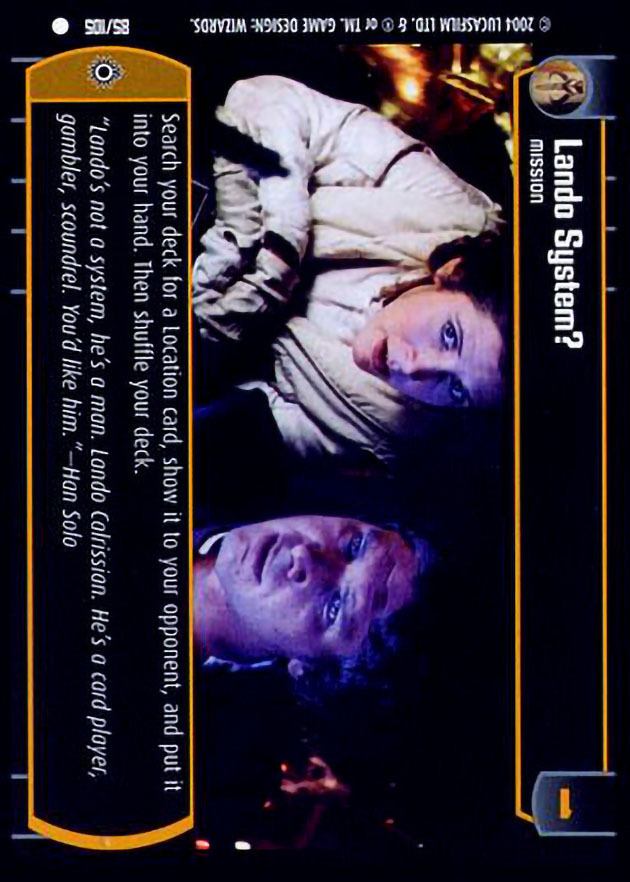 Lando System?
MISSION
1
Search your deck for a Location card, show it to your opponent, and put it
into your hand. Then shuffle your deck.
"Lando's not a system, he's a man. Lando Calrissian. He's a card player,
gambler, scoundrel. You'd like him." —Han Solo
© 2004 LUCASFILM LTD. & ® or TM. GAME DESIGN: WIZARDS.
85/105